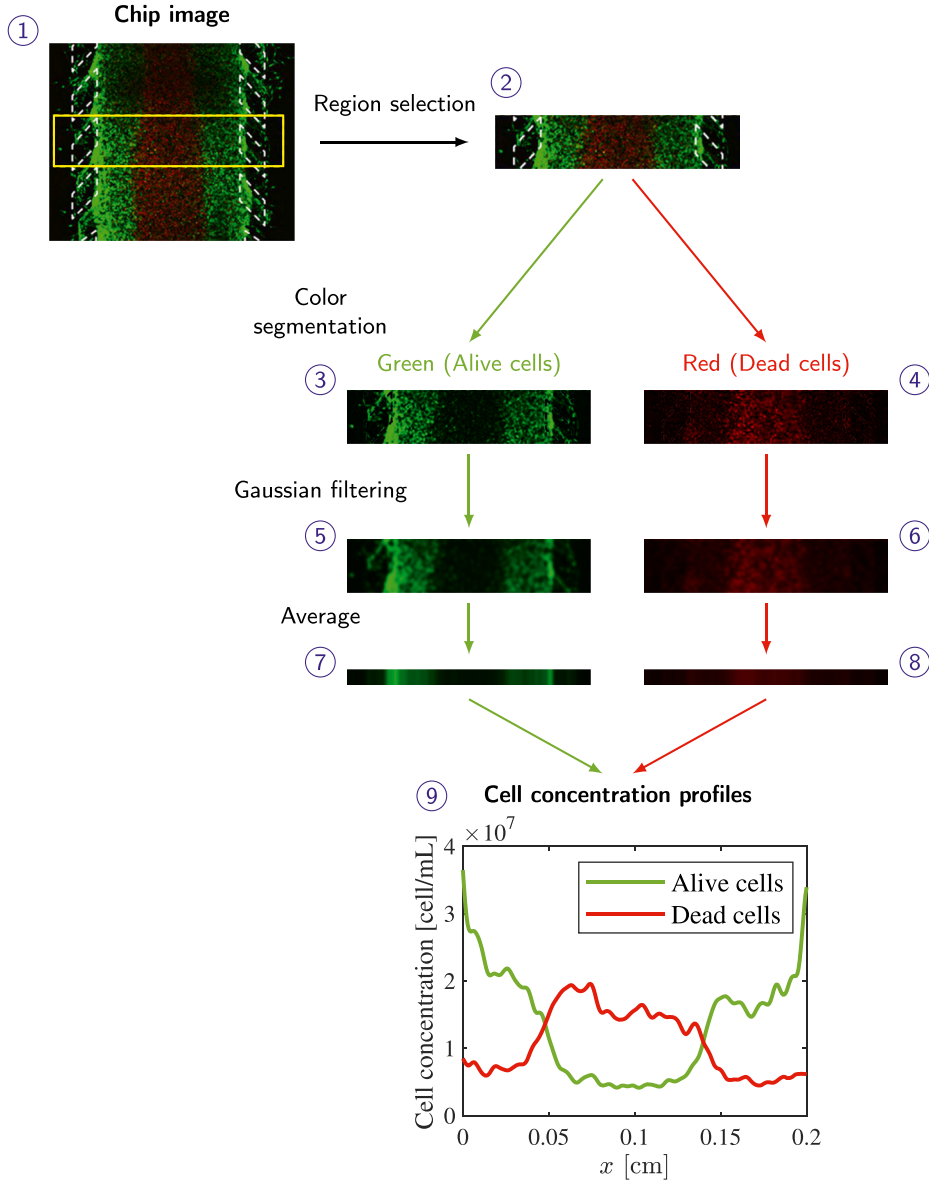 Chip image
1
Region selection
2
Color
segmentation
Green (Alive cells)
Red (Dead cells)
3
4
Gaussian filtering
5
6
Average
7
8
9
Cell concentration profiles
×10⁷
Cell concentration [cell/mL]
4
3
2
1
0
Alive cells
Dead cells
0
0.05
0.1
0.15
0.2
x [cm]